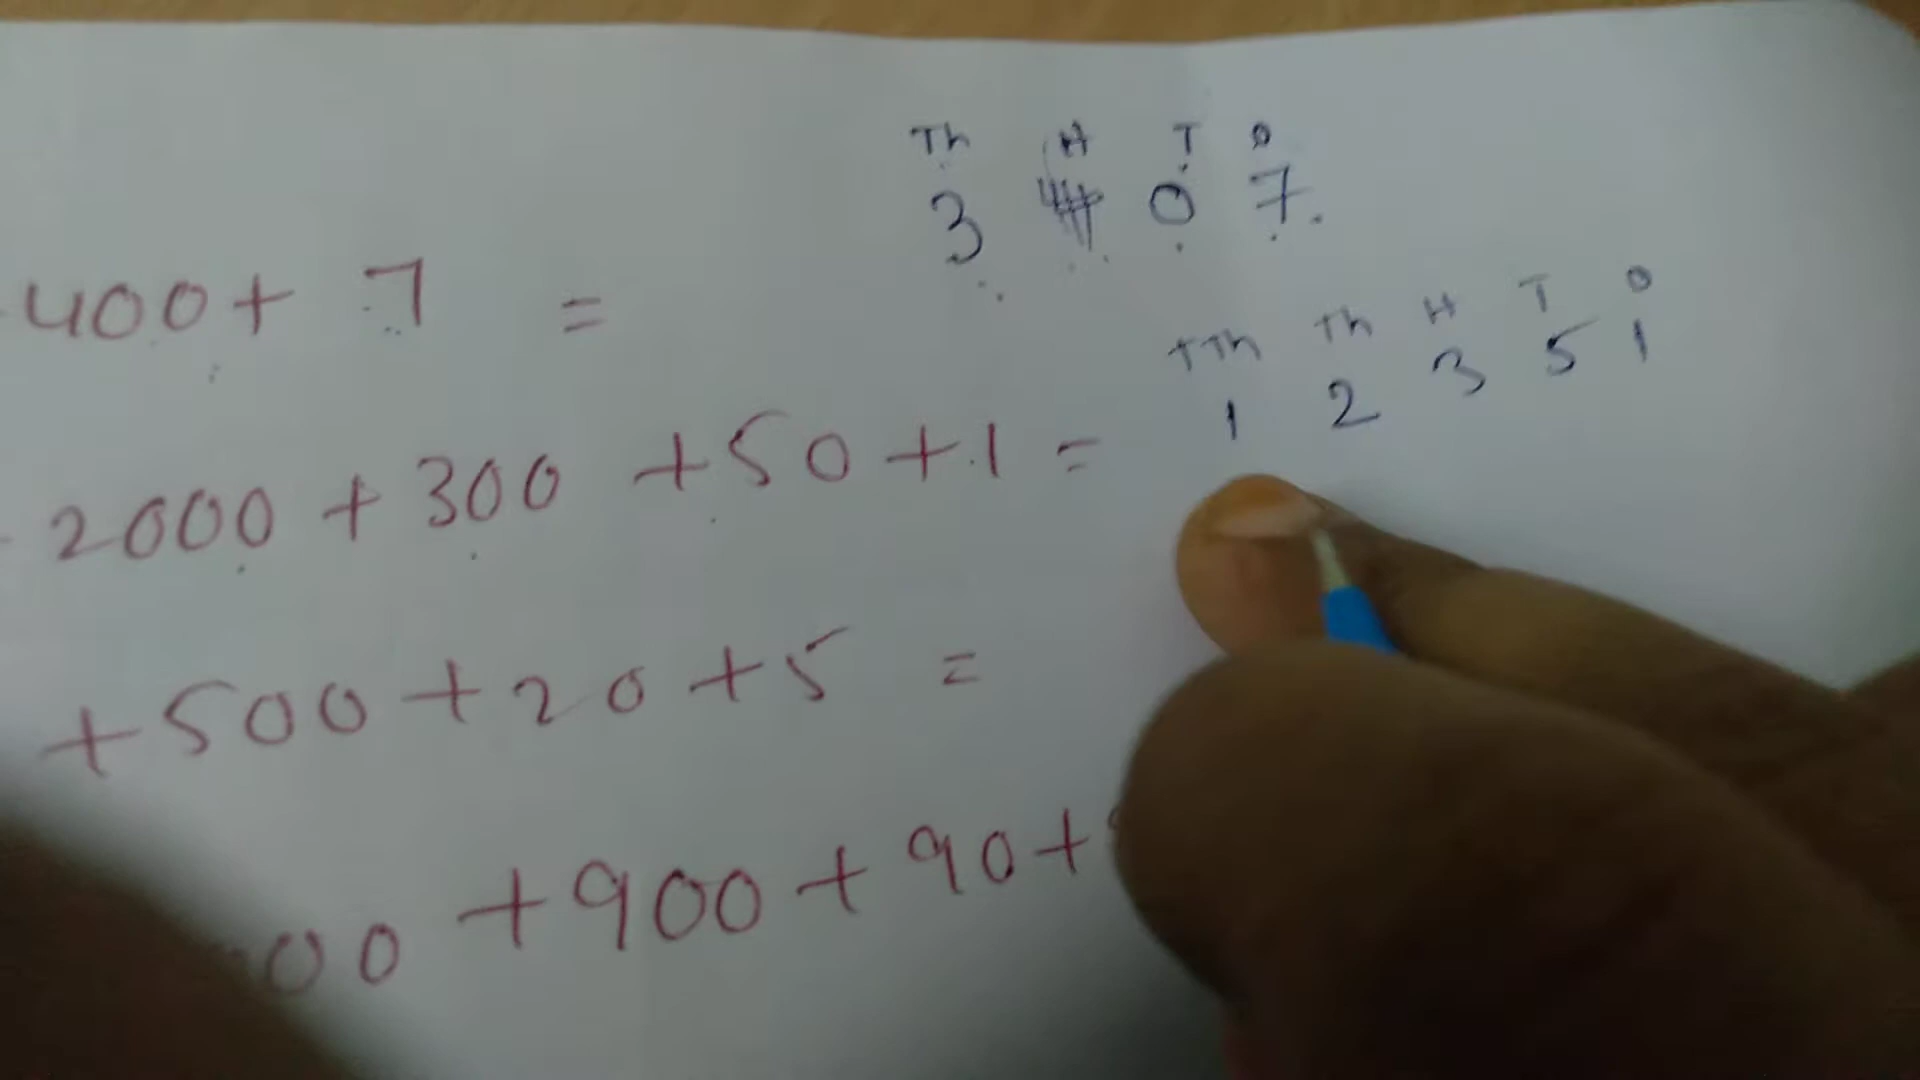 Th H T O
3 4 0 7
400 + 7 =
TTh Th H T O
1 2 3 5 1
2000 + 300 + 50 + 1 =
+ 500 + 20 + 5 =
00 + 900 + 90 +